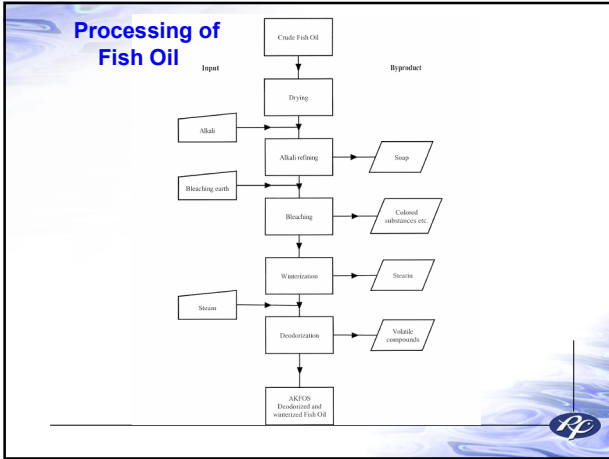 Processing of
Fish Oil
Crude Fish Oil
Input
Byproduct
Drying
Alkali
Alkali refining
Soap
Bleaching earth
Bleaching
Colored
substances etc.
Winterization
Stearin
Steam
Deodorization
Volatile
compounds
AKFOS
Deodorized and
winterized Fish Oil